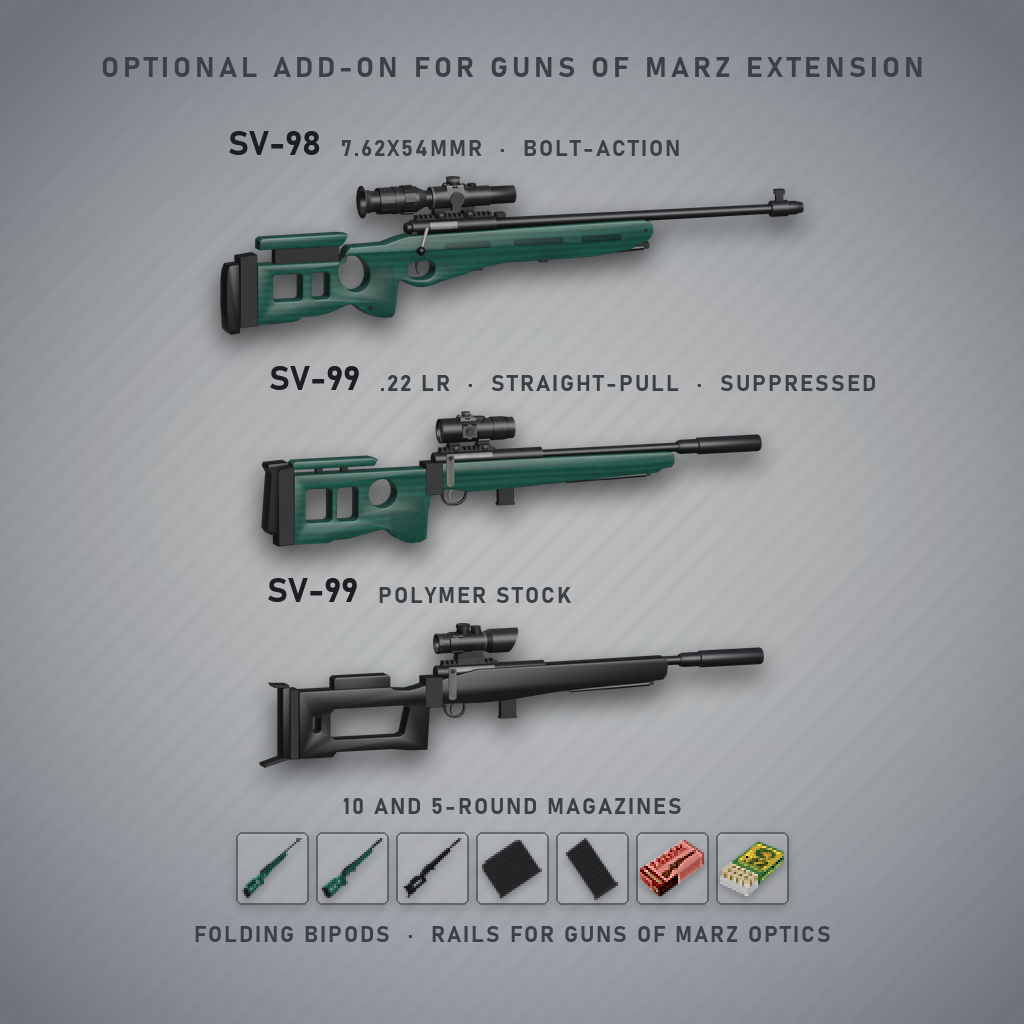 OPTIONAL ADD-ON FOR GUNS OF MARZ EXTENSION
SV-98 7.62X54MMR · BOLT-ACTION
SV-99 .22 LR · STRAIGHT-PULL · SUPPRESSED
SV-99 POLYMER STOCK
10 AND 5-ROUND MAGAZINES
FOLDING BIPODS · RAILS FOR GUNS OF MARZ OPTICS